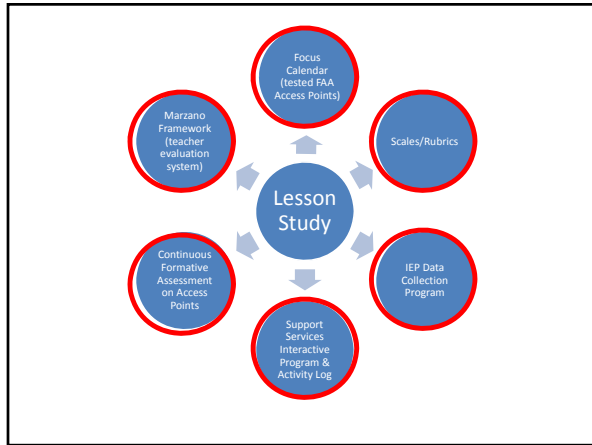 Focus
Calendar
(tested FAA
Access Points)
Marzano
Framework
(teacher
evaluation
system)
Scales/Rubrics
Lesson
Study
Continuous
Formative
Assessment
on Access
Points
IEP Data
Collection
Program
Support
Services
Interactive
Program &
Activity Log